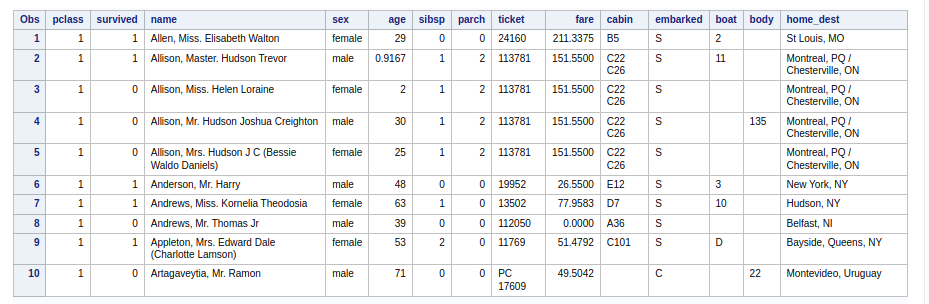 Obs pclass survived name sex age sibsp parch ticket fare cabin embarked boat body home_dest
1 1 1 Allen, Miss. Elisabeth Walton female 29 0 0 24160 211.3375 B5 S 2 St Louis, MO
2 1 1 Allison, Master. Hudson Trevor male 0.9167 1 2 113781 151.5500 C22 S 11 Montreal, PQ /
C26 Chesterville, ON
3 1 0 Allison, Miss. Helen Loraine female 2 1 2 113781 151.5500 C22 S Montreal, PQ /
C26 Chesterville, ON
4 1 0 Allison, Mr. Hudson Joshua Creighton male 30 1 2 113781 151.5500 C22 S 135 Montreal, PQ /
C26 Chesterville, ON
5 1 0 Allison, Mrs. Hudson J C (Bessie female 25 1 2 113781 151.5500 C22 S Montreal, PQ /
Waldo Daniels) C26 Chesterville, ON
6 1 1 Anderson, Mr. Harry male 48 0 0 19952 26.5500 E12 S 3 New York, NY
7 1 1 Andrews, Miss. Kornelia Theodosia female 63 1 0 13502 77.9583 D7 S 10 Hudson, NY
8 1 0 Andrews, Mr. Thomas Jr male 39 0 0 112050 0.0000 A36 S Belfast, NI
9 1 1 Appleton, Mrs. Edward Dale female 53 2 0 11769 51.4792 C101 S D Bayside, Queens, NY
(Charlotte Lamson)
10 1 0 Artagaveytia, Mr. Ramon male 71 0 0 PC 49.5042 C 22 Montevideo, Uruguay
17609